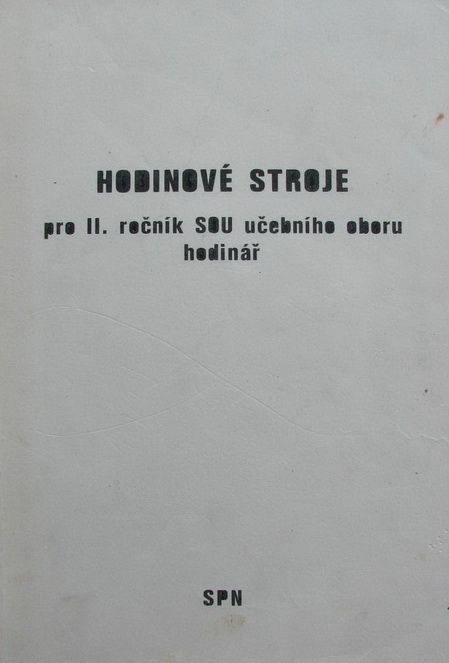 HODINOVÉ STROJE
pro II. ročník SOU učebního oboru
hodinář
SPN